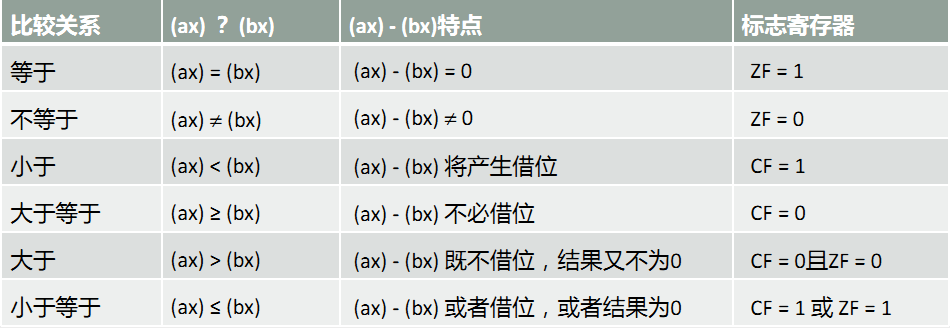 比较关系 (ax) ？ (bx) (ax) - (bx)特点 标志寄存器
等于 (ax) = (bx) (ax) - (bx) = 0 ZF = 1
不等于 (ax) ≠ (bx) (ax) - (bx) ≠ 0 ZF = 0
小于 (ax) < (bx) (ax) - (bx) 将产生借位 CF = 1
大于等于 (ax) ≥ (bx) (ax) - (bx) 不必借位 CF = 0
大于 (ax) > (bx) (ax) - (bx) 既不借位，结果又不为0 CF = 0且ZF = 0
小于等于 (ax) ≤ (bx) (ax) - (bx) 或者借位，或者结果为0 CF = 1 或 ZF = 1